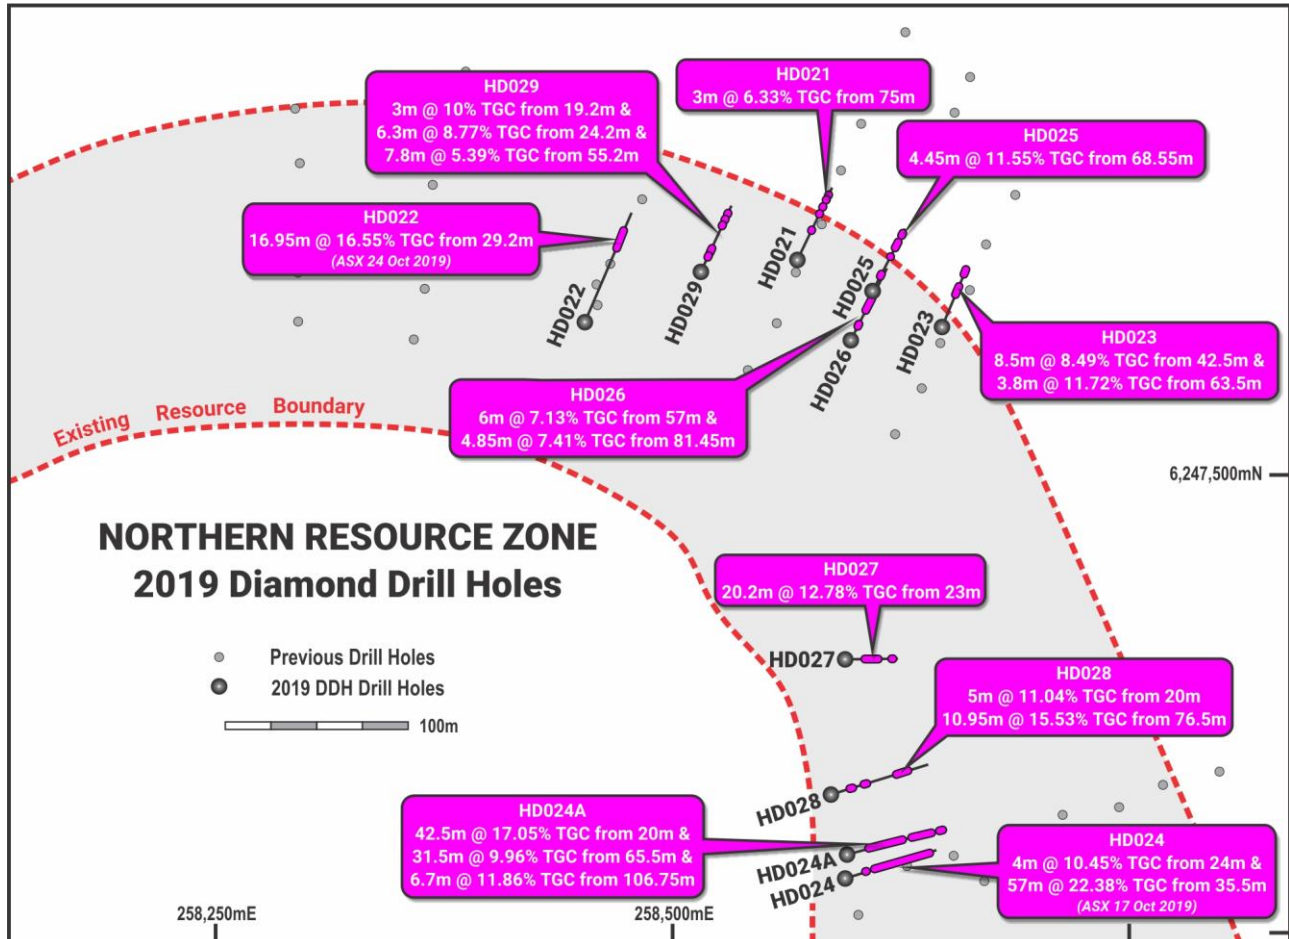 HD029
3m @ 10% TGC from 19.2m &
6.3m @ 8.77% TGC from 24.2m &
7.8m @ 5.39% TGC from 55.2m
HD021
3m @ 6.33% TGC from 75m
HD025
4.45m @ 11.55% TGC from 68.55m
HD022
16.95m @ 16.55% TGC from 29.2m
(ASX 24 Oct 2019)
HD022
HD029
HD021
HD025
HD026
HD023
HD023
8.5m @ 8.49% TGC from 42.5m &
3.8m @ 11.72% TGC from 63.5m
HD026
6m @ 7.13% TGC from 57m &
4.85m @ 7.41% TGC from 81.45m
Existing Resource Boundary
6,247,500mN
NORTHERN RESOURCE ZONE
2019 Diamond Drill Holes
Previous Drill Holes
2019 DDH Drill Holes
100m
HD027
20.2m @ 12.78% TGC from 23m
HD027
HD028
5m @ 11.04% TGC from 20m
10.95m @ 15.53% TGC from 76.5m
HD028
HD024A
42.5m @ 17.05% TGC from 20m &
31.5m @ 9.96% TGC from 65.5m &
6.7m @ 11.86% TGC from 106.75m
HD024A
HD024
HD024
4m @ 10.45% TGC from 24m &
57m @ 22.38% TGC from 35.5m
(ASX 17 Oct 2019)
258,250mE
258,500mE